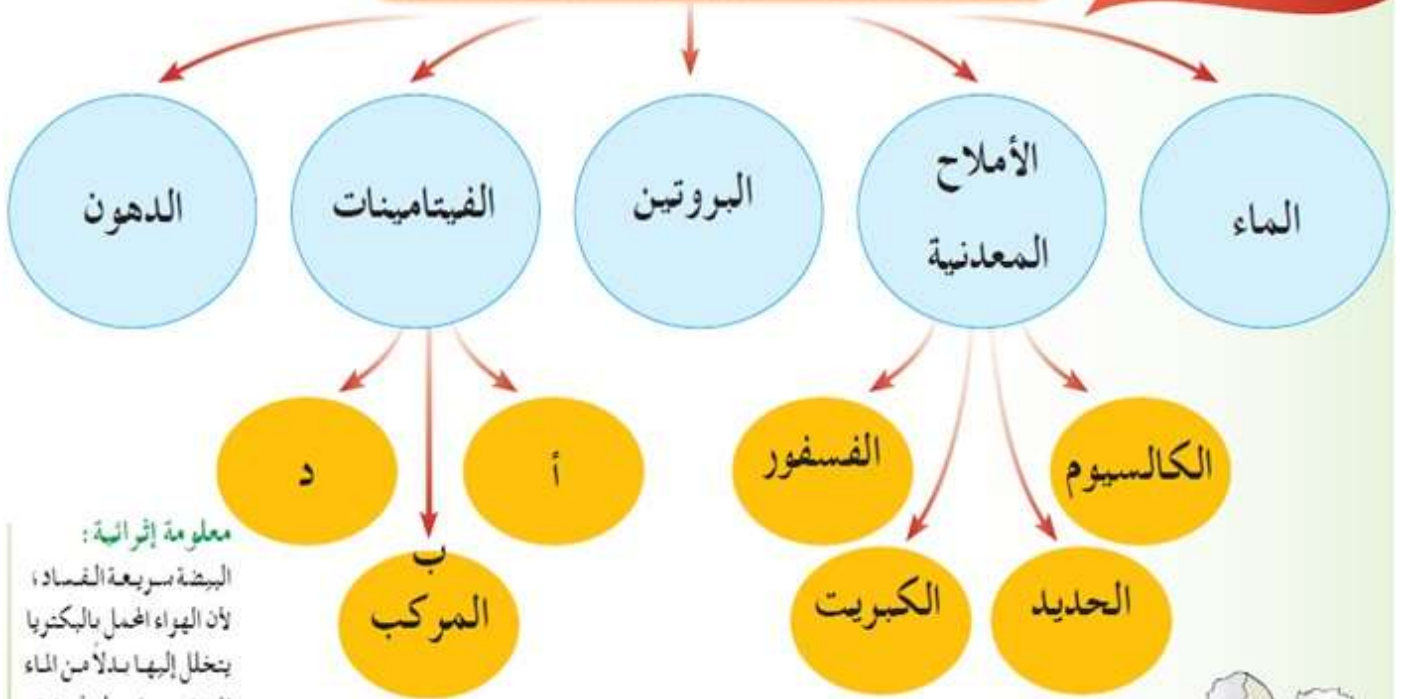 الماء
الأملاح
المعدنية
البروتين
الفيتامينات
الدهون
الكالسيوم
الفسفور
الحديد
الكبريت
أ
د
ب
المركب
معلومة إثرائية :
البيضة سريعة الفساد ،
لأن الهواء المحمل بالبكتريا
يتخلل إليها بدلاً من الماء